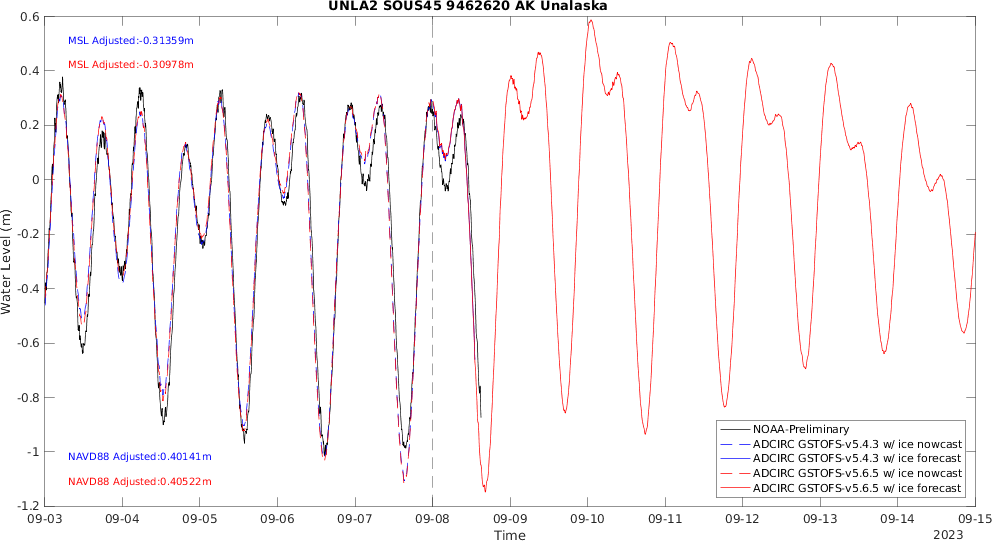 UNLA2 SOUS45 9462620 AK Unalaska
MSL Adjusted:-0.31359m
MSL Adjusted:-0.30978m
NAVD88 Adjusted:0.40141m
NAVD88 Adjusted:0.40522m
Water Level (m)
0.6
0.4
0.2
0
-0.2
-0.4
-0.6
-0.8
-1
-1.2
NOAA-Preliminary
ADCIRC GSTOFS-v5.4.3 w/ ice nowcast
ADCIRC GSTOFS-v5.4.3 w/ ice forecast
ADCIRC GSTOFS-v5.6.5 w/ ice nowcast
ADCIRC GSTOFS-v5.6.5 w/ ice forecast
09-03 09-04 09-05 09-06 09-07 09-08 09-09 09-10 09-11 09-12 09-13 09-14 09-15
Time
2023